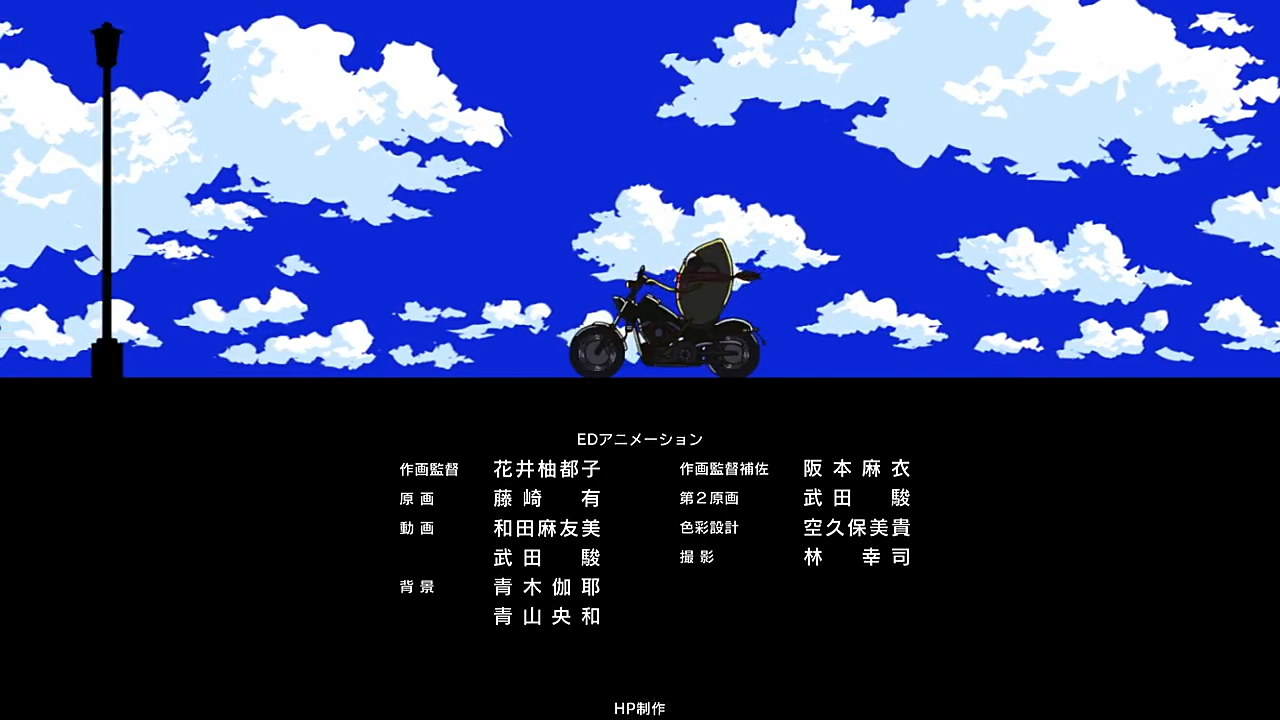 EDアニメーション
作画監督 花井柚都子 作画監督補佐 阪本麻衣
原画 藤崎 有 第2原画 武田 駿
動画 和田麻友美 色彩設計 空久保美貴
武田 駿 撮影 林 幸司
背景 青木伽耶
青山央和
HP制作